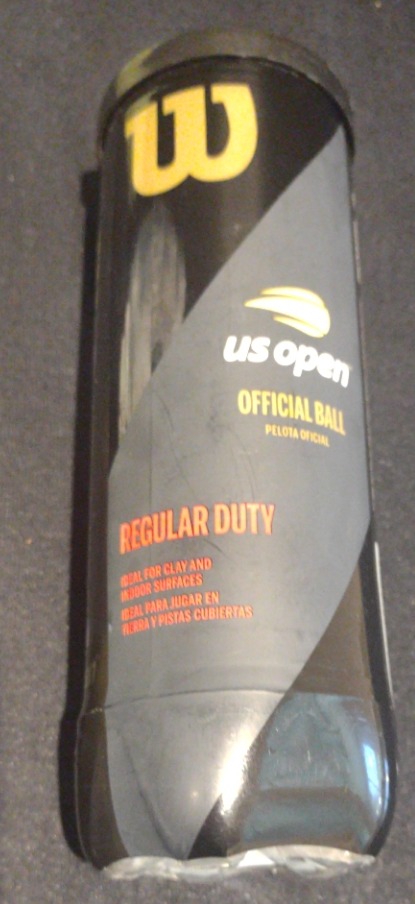 W
us open
OFFICIAL BALL
PELOTA OFICIAL
REGULAR DUTY
IDEAL FOR CLAY AND
INDOOR SURFACES
IDEAL PARA JUGAR EN
TIERRA Y PISTAS CUBIERTAS